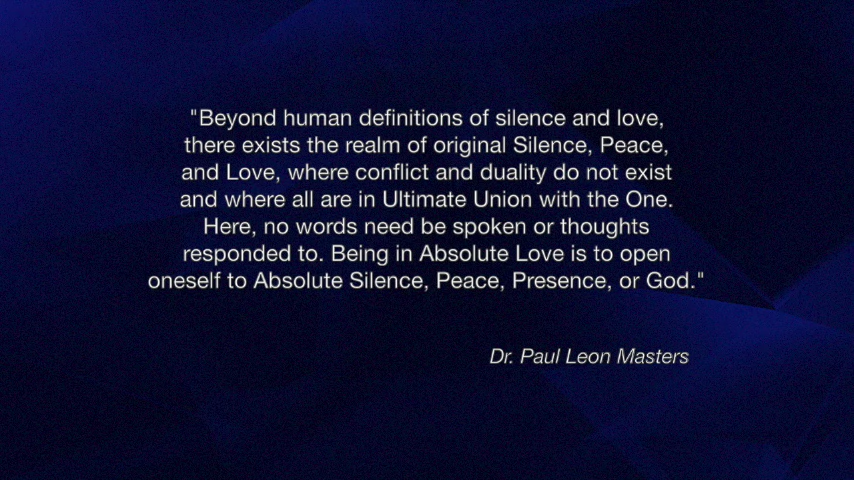 "Beyond human definitions of silence and love,
there exists the realm of original Silence, Peace,
and Love, where conflict and duality do not exist
and where all are in Ultimate Union with the One.
Here, no words need be spoken or thoughts
responded to. Being in Absolute Love is to open
oneself to Absolute Silence, Peace, Presence, or God."
Dr. Paul Leon Masters